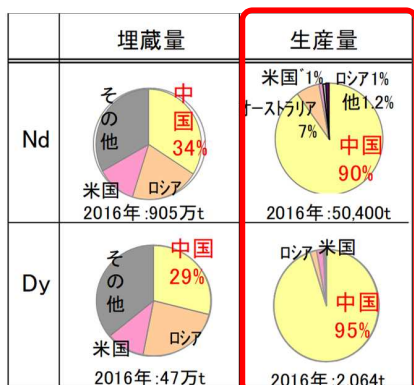 埋蔵量
生産量
Nd
その他
中国
34%
米国
ロシア
2016年:905万t
米国 1%
ロシア1%
他1.2%
オーストラリア
7%
中国
90%
2016年:50,400t
Dy
その他
中国
29%
米国
ロシア
2016年:47万t
ロシア
米国
中国
95%
2016年:2,064t